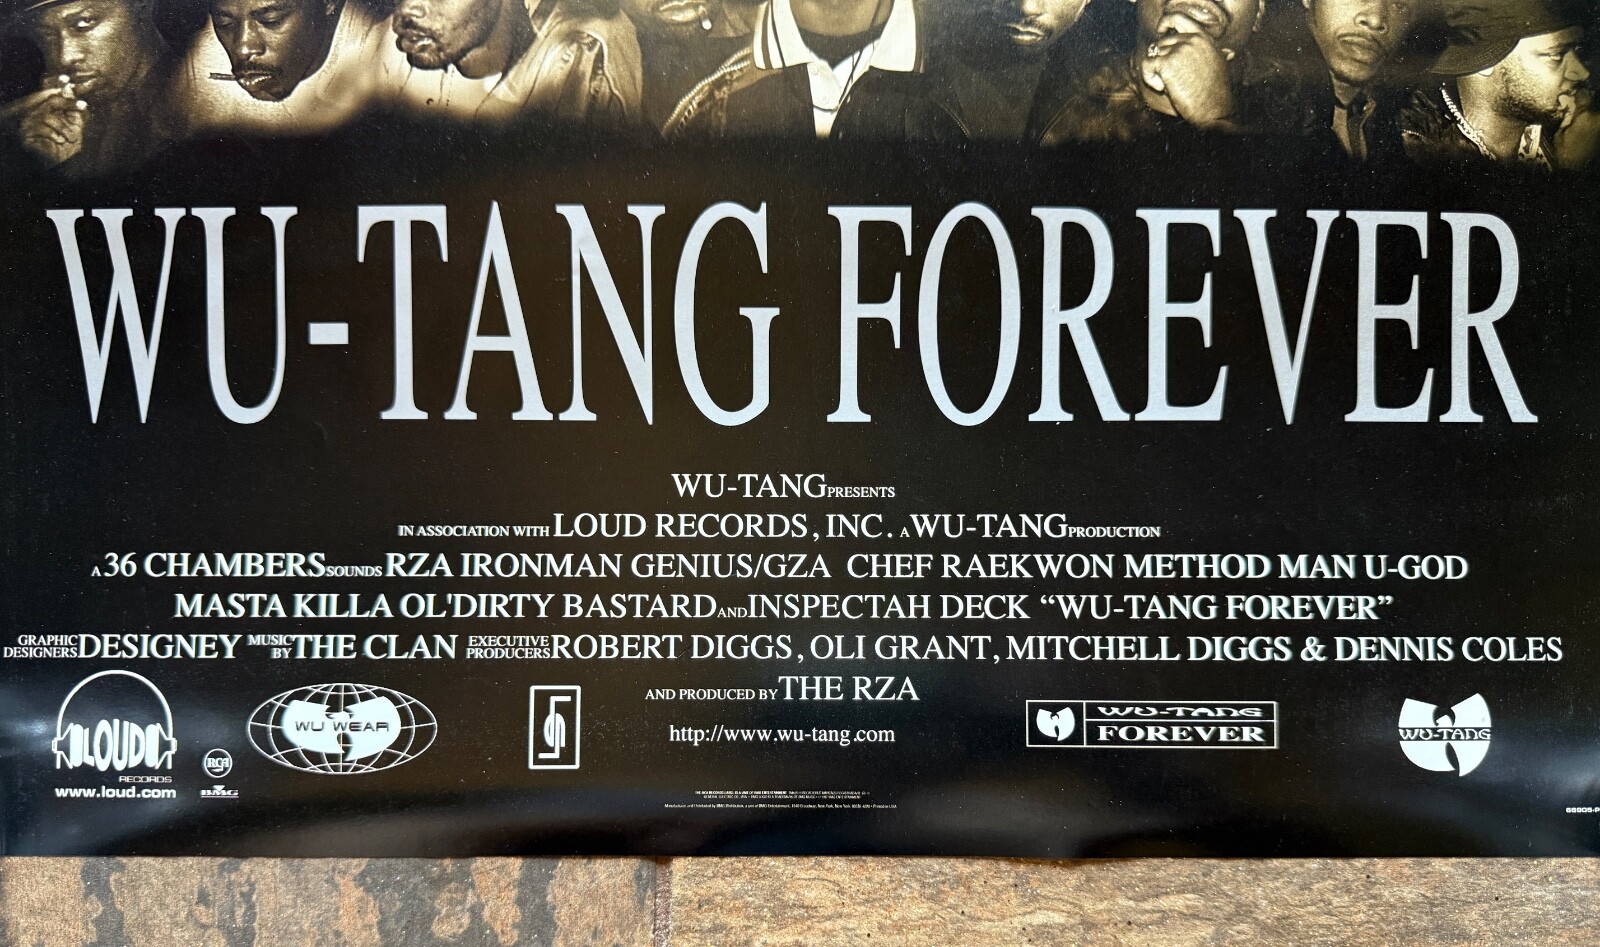 WU-TANG FOREVER
WU-TANG PRESENTS
IN ASSOCIATION WITH LOUD RECORDS, INC. A WU-TANG PRODUCTION
A 36 CHAMBERS SOUNDS RZA IRONMAN GENIUS/GZA CHEF RAEKWON METHOD MAN U-GOD
MASTA KILLA OL'DIRTY BASTARD AND INSPECTAH DECK “WU-TANG FOREVER”
GRAPHIC DESIGNERS DESIGNEY MUSIC BY THE CLAN EXECUTIVE PRODUCERS ROBERT DIGGS, OLI GRANT, MITCHELL DIGGS & DENNIS COLES
AND PRODUCED BY THE RZA
LOUD
RECORDS
www.loud.com
RCA
BMG
WU WEAR
http://www.wu-tang.com
WU-TANG
FOREVER
WU-TANG